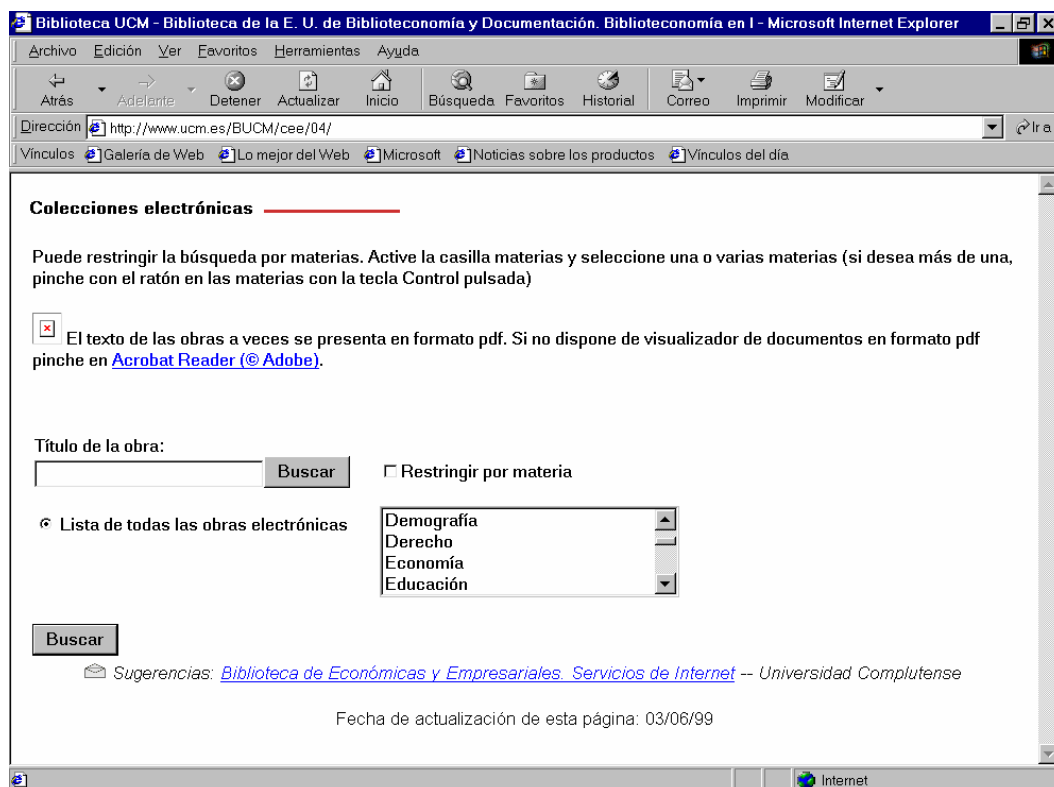 Biblioteca UCM - Biblioteca de la E. U. de Biblioteconomía y Documentación. Biblioteconomía en I - Microsoft Internet Explorer
Archivo Edición Ver Favoritos Herramientas Ayuda
Atrás Adelante Detener Actualizar Inicio Búsqueda Favoritos Historial Correo Imprimir Modificar
Dirección http://www.ucm.es/BUCM/cee/04/ Ir a
Vínculos Galería de Web Lo mejor del Web Microsoft Noticias sobre los productos Vínculos del día
Colecciones electrónicas
Puede restringir la búsqueda por materias. Active la casilla materias y seleccione una o varias materias (si desea más de una,
pinche con el ratón en las materias con la tecla Control pulsada)
El texto de las obras a veces se presenta en formato pdf. Si no dispone de visualizador de documentos en formato pdf
pinche en Acrobat Reader (© Adobe).
Título de la obra:
Buscar Restringir por materia
Lista de todas las obras electrónicas
Demografía
Derecho
Economía
Educación
Buscar
Sugerencias: Biblioteca de Económicas y Empresariales. Servicios de Internet -- Universidad Complutense
Fecha de actualización de esta página: 03/06/99
Internet